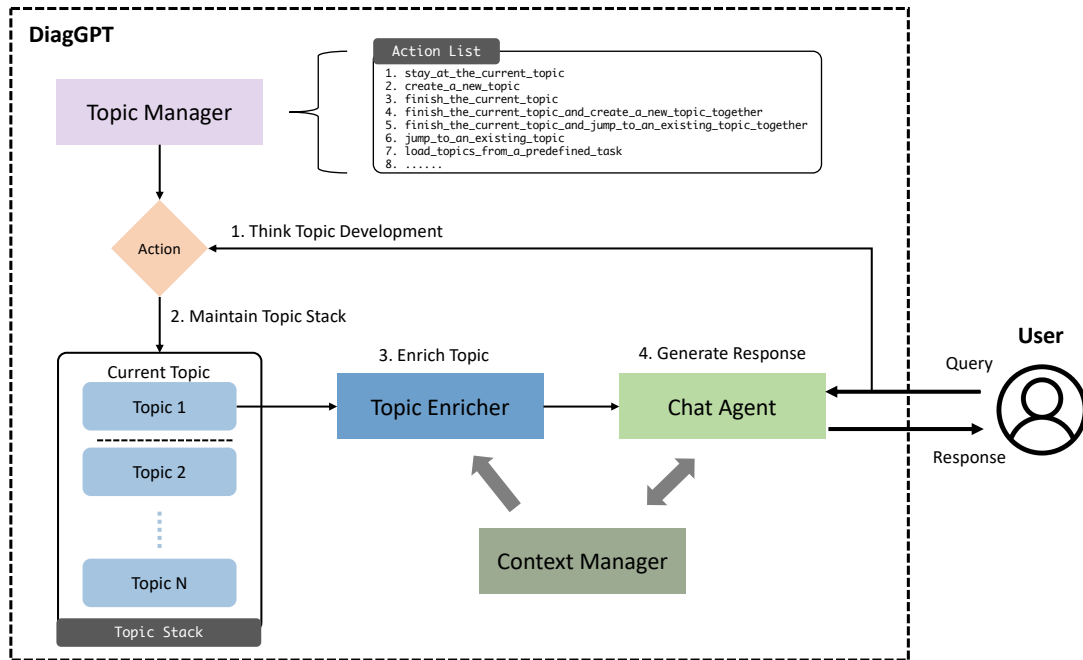 DiagGPT
Action List
1. stay_at_the_current_topic
2. create_a_new_topic
3. finish_the_current_topic
4. finish_the_current_topic_and_create_a_new_topic_together
5. finish_the_current_topic_and_jump_to_an_existing_topic_together
6. jump_to_an_existing_topic
7. load_topics_from_a_predefined_task
8. ......
Topic Manager
Action
1. Think Topic Development
2. Maintain Topic Stack
Current Topic
Topic 1
Topic 2
Topic N
Topic Stack
3. Enrich Topic
Topic Enricher
4. Generate Response
Chat Agent
Context Manager
User
Query
Response